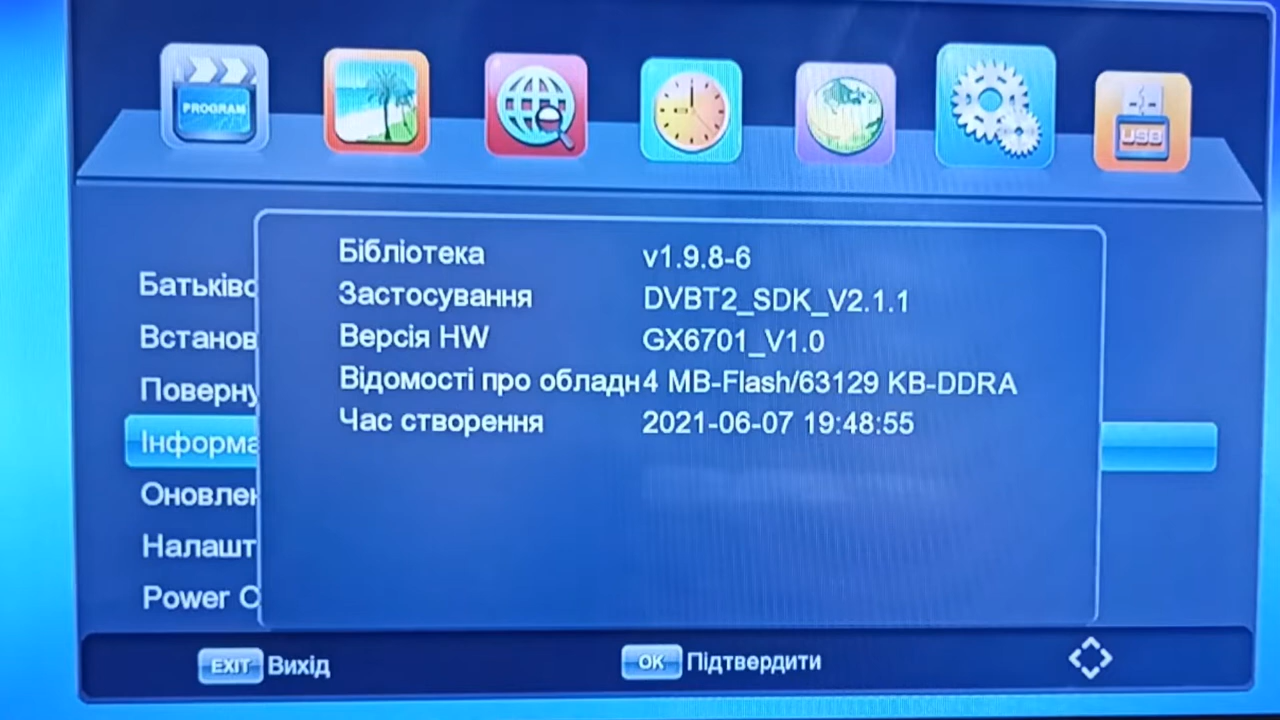 PROGRAM
USB
Бібліотека v1.9.8-6
Застосування DVBT2_SDK_V2.1.1
Версія HW GX6701_V1.0
Відомості про обладн4 MB-Flash/63129 KB-DDRA
Час створення 2021-06-07 19:48:55
Батьківс
Встанов
Поверну
Інформа
Оновлен
Налашт
Power O
EXIT Вихід OK Підтвердити